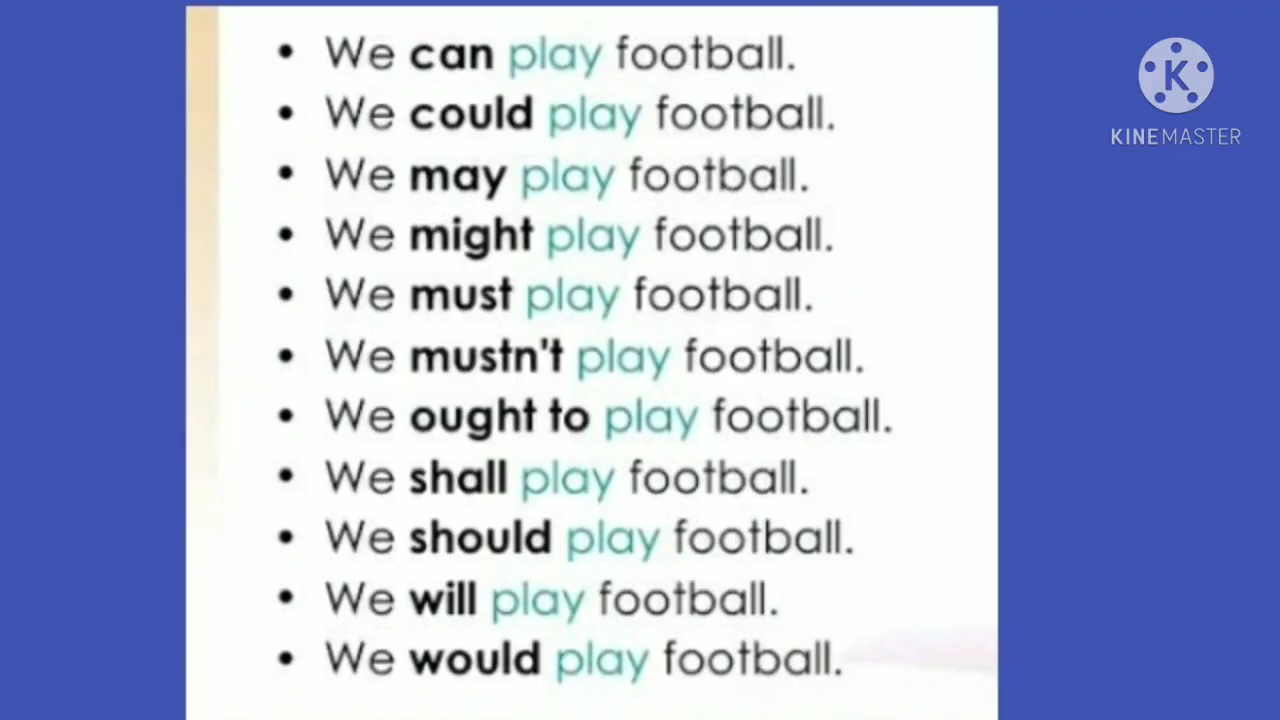 • We can play football.
• We could play football.
• We may play football.
• We might play football.
• We must play football.
• We mustn't play football.
• We ought to play football.
• We shall play football.
• We should play football.
• We will play football.
• We would play football.
K
KINEMASTER